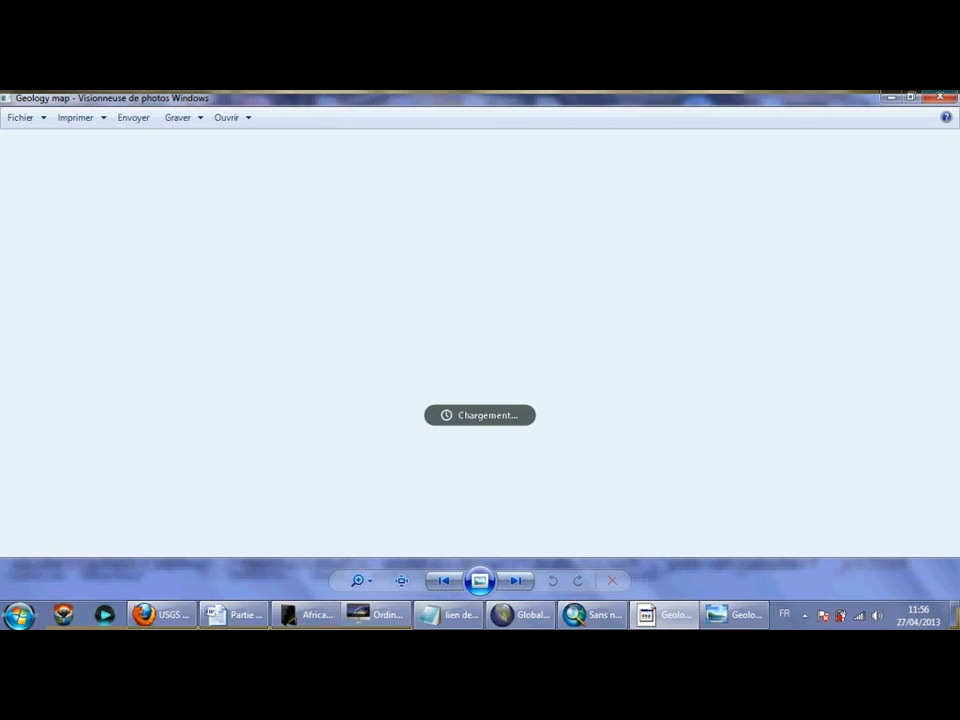 Geology map - Visionneuse de photos Windows
Fichier Imprimer Envoyer Graver Ouvrir
Chargement...
USGS ... Partie ... Africa... Ordin... lien de... Global... Sans n... Geolo... Geolo... FR 11:56
27/04/2013